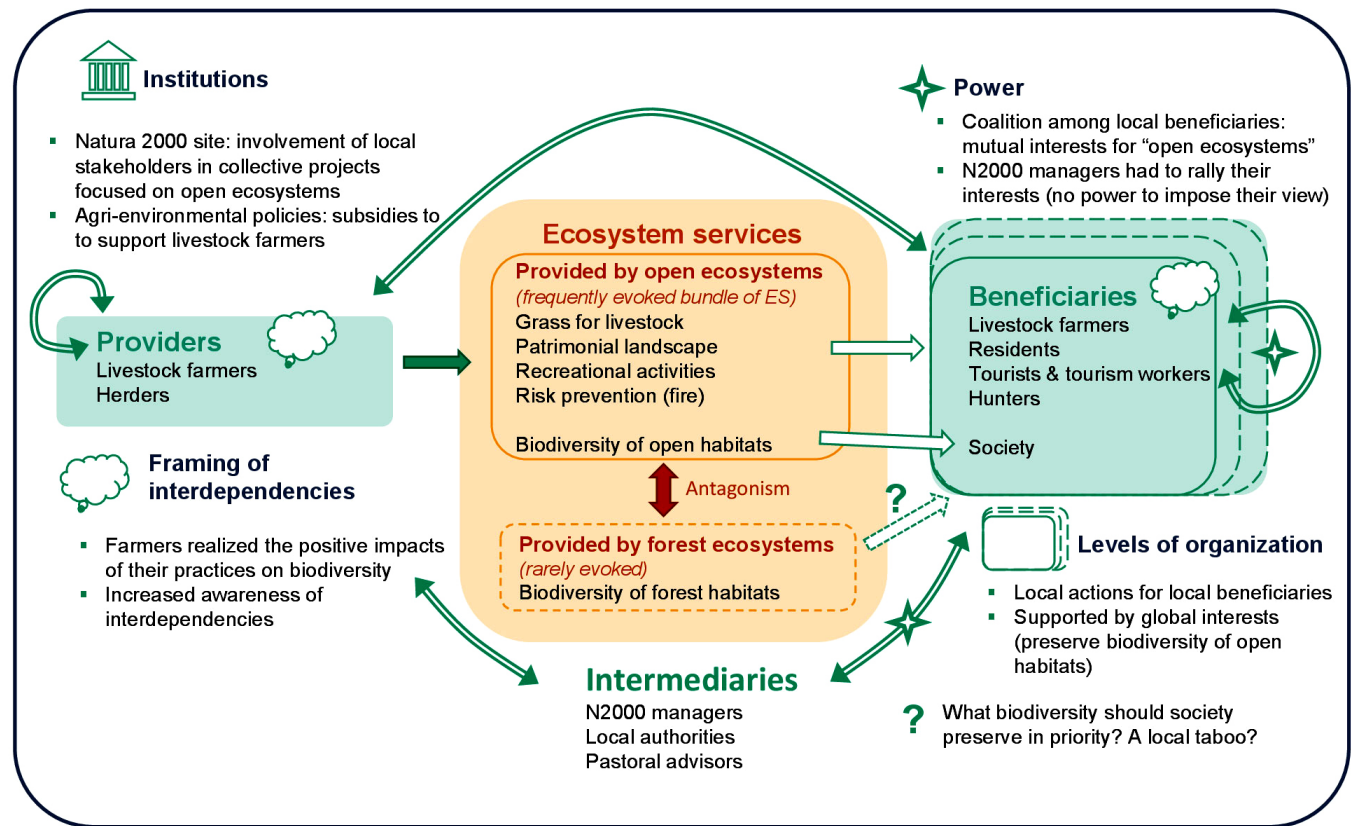 Institutions
▪ Natura 2000 site: involvement of local
stakeholders in collective projects
focused on open ecosystems
▪ Agri-environmental policies: subsidies to
to support livestock farmers
Power
▪ Coalition among local beneficiaries:
mutual interests for “open ecosystems”
▪ N2000 managers had to rally their
interests (no power to impose their view)
Providers
Livestock farmers
Herders
Ecosystem services
Provided by open ecosystems
(frequently evoked bundle of ES)
Grass for livestock
Patrimonial landscape
Recreational activities
Risk prevention (fire)
Biodiversity of open habitats
Antagonism
Provided by forest ecosystems
(rarely evoked)
Biodiversity of forest habitats
?
Beneficiaries
Livestock farmers
Residents
Tourists & tourism workers
Hunters
Society
Framing of
interdependencies
▪ Farmers realized the positive impacts
of their practices on biodiversity
▪ Increased awareness of
interdependencies
Intermediaries
N2000 managers
Local authorities
Pastoral advisors
Levels of organization
▪ Local actions for local beneficiaries
▪ Supported by global interests
(preserve biodiversity of open
habitats)
? What biodiversity should society
preserve in priority? A local taboo?